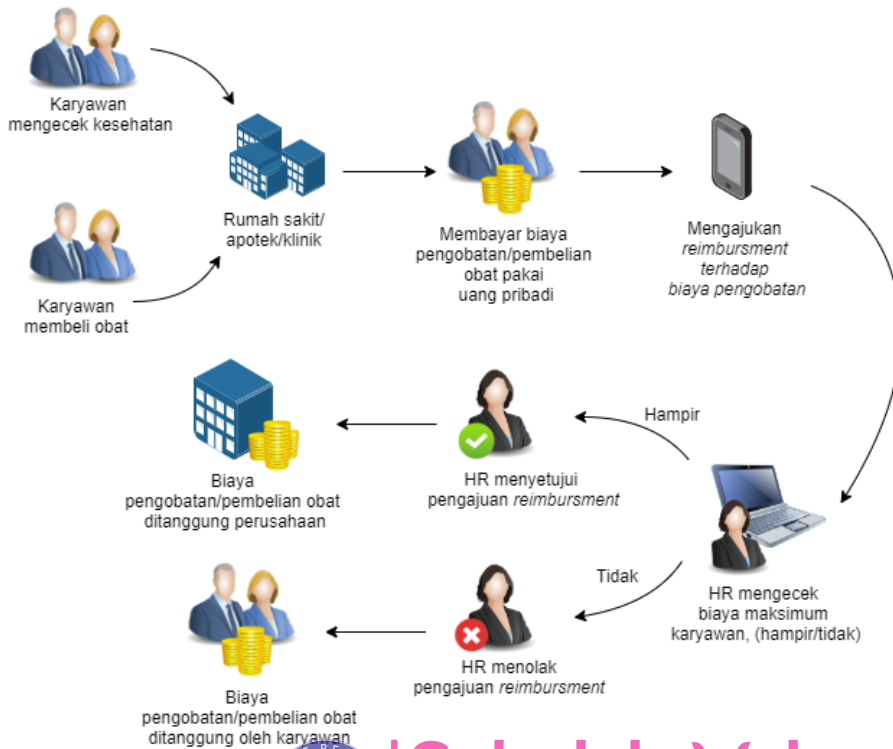 Karyawan
mengecek kesehatan
Rumah sakit/
apotek/klinik
Membayar biaya
pengobatan/pembelian
obat pakai
uang pribadi
Mengajukan
reimbursment
terhadap
biaya pengobatan
Karyawan
membeli obat
Hampir
HR menyetujui
pengajuan reimbursment
Biaya
pengobatan/pembelian obat
ditanggung perusahaan
Tidak
HR mengecek
biaya maksimum
karyawan, (hampir/tidak)
HR menolak
pengajuan reimbursment
Biaya
pengobatan/pembelian obat
ditanggung oleh karyawan